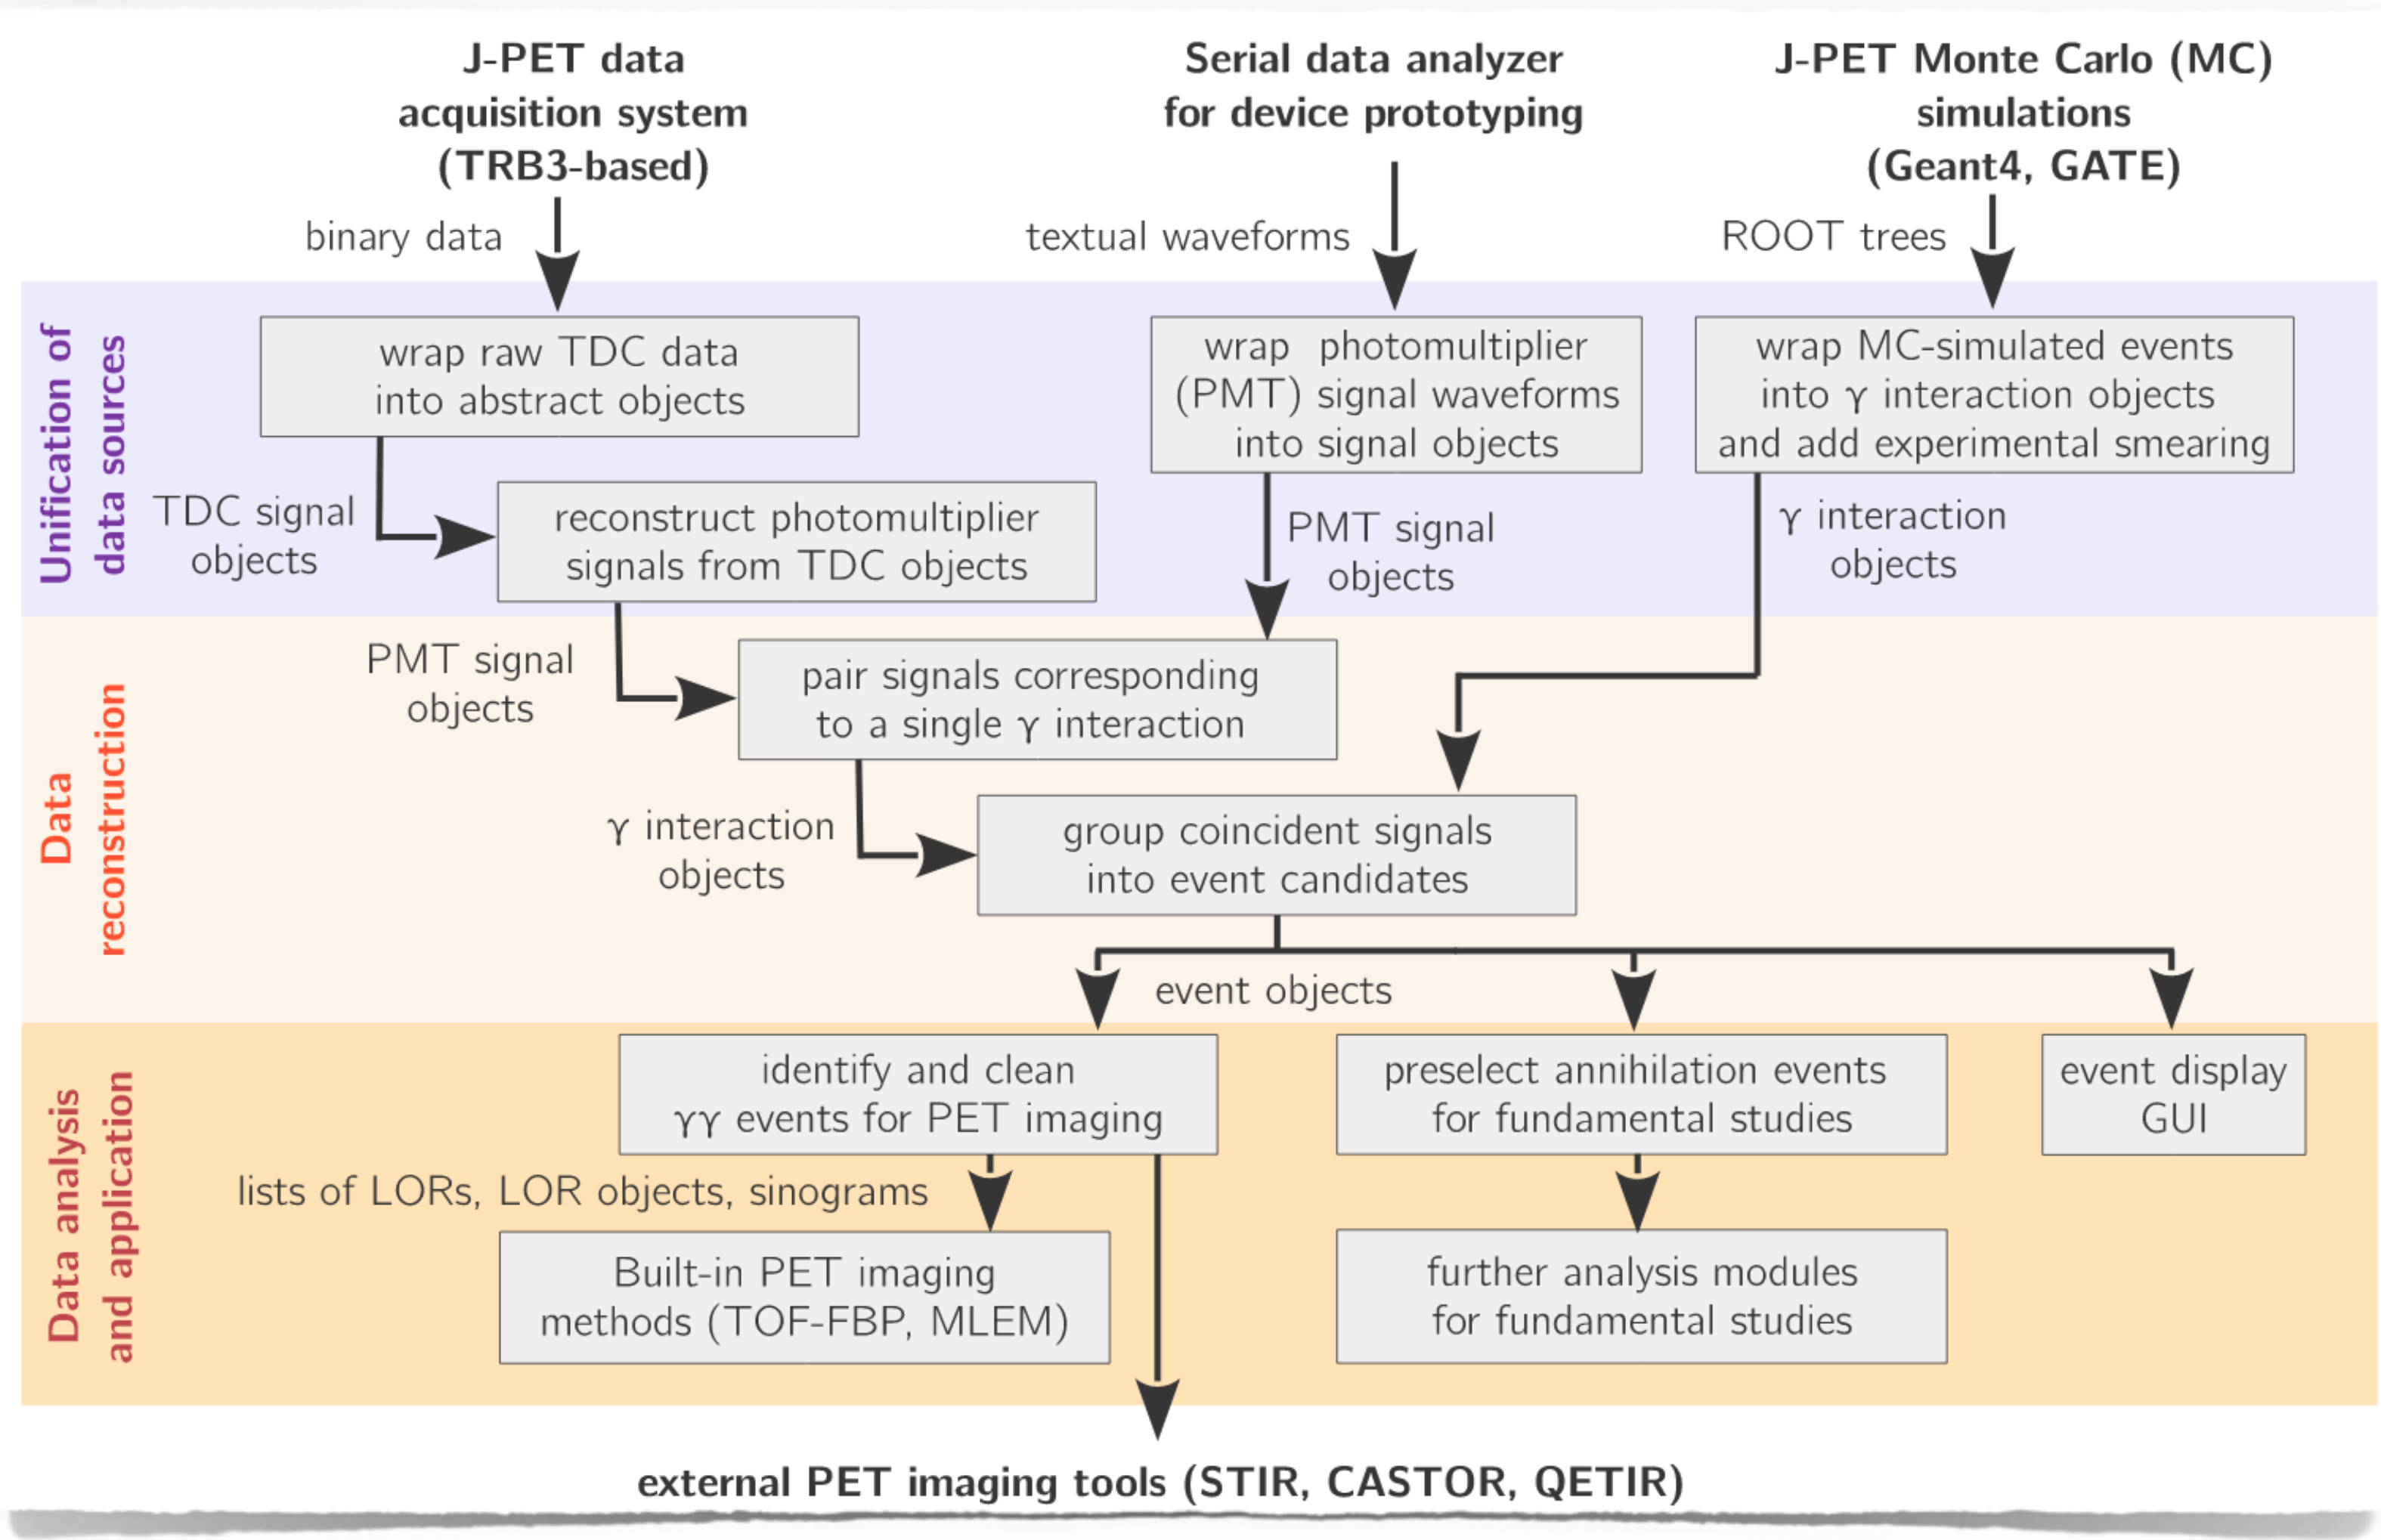 J-PET data
acquisition system
(TRB3-based)
Serial data analyzer
for device prototyping
J-PET Monte Carlo (MC)
simulations
(Geant4, GATE)
binary data
textual waveforms
ROOT trees
Unification of
data sources
wrap raw TDC data
into abstract objects
wrap photomultiplier
(PMT) signal waveforms
into signal objects
wrap MC-simulated events
into γ interaction objects
and add experimental smearing
TDC signal
objects
reconstruct photomultiplier
signals from TDC objects
PMT signal
objects
γ interaction
objects
Data
reconstruction
PMT signal
objects
pair signals corresponding
to a single γ interaction
γ interaction
objects
group coincident signals
into event candidates
event objects
Data analysis
and application
identify and clean
γγ events for PET imaging
preselect annihilation events
for fundamental studies
event display
GUI
lists of LORs, LOR objects, sinograms
Built-in PET imaging
methods (TOF-FBP, MLEM)
further analysis modules
for fundamental studies
external PET imaging tools (STIR, CASTOR, QETIR)